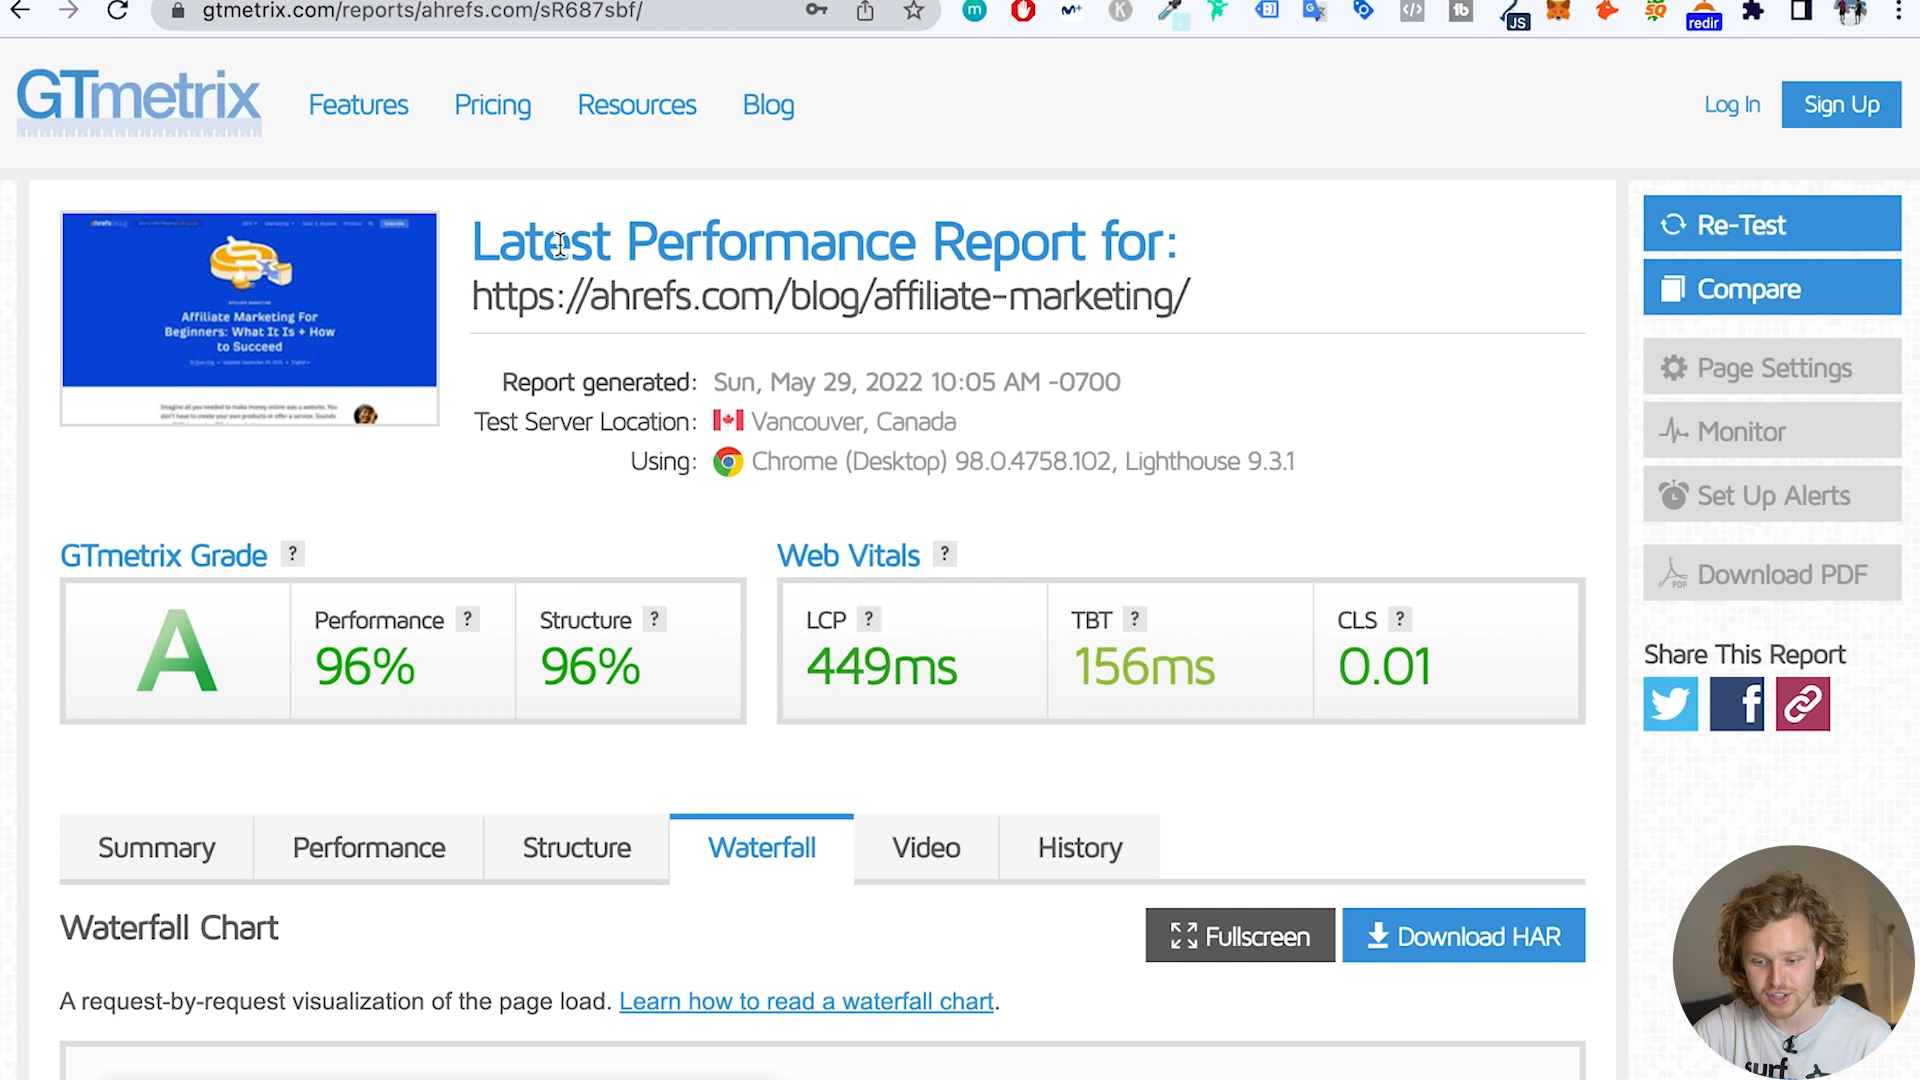 gtmetrix.com/reports/ahrefs.com/sR687sbf/
m
K
JS
redir
GTmetrix
Features
Pricing
Resources
Blog
Log In
Sign Up
Affiliate Marketing For
Beginners: What It Is + How
to Succeed
Latest Performance Report for:
https://ahrefs.com/blog/affiliate-marketing/
Report generated: Sun, May 29, 2022 10:05 AM -0700
Test Server Location: Vancouver, Canada
Using: Chrome (Desktop) 98.0.4758.102, Lighthouse 9.3.1
Re-Test
Compare
Page Settings
Monitor
Set Up Alerts
PDF Download PDF
Share This Report
GTmetrix Grade ?
Web Vitals ?
A
Performance ?
96%
Structure ?
96%
LCP ?
449ms
TBT ?
156ms
CLS ?
0.01
Summary
Performance
Structure
Waterfall
Video
History
Waterfall Chart
Fullscreen
Download HAR
A request-by-request visualization of the page load. Learn how to read a waterfall chart.
surf